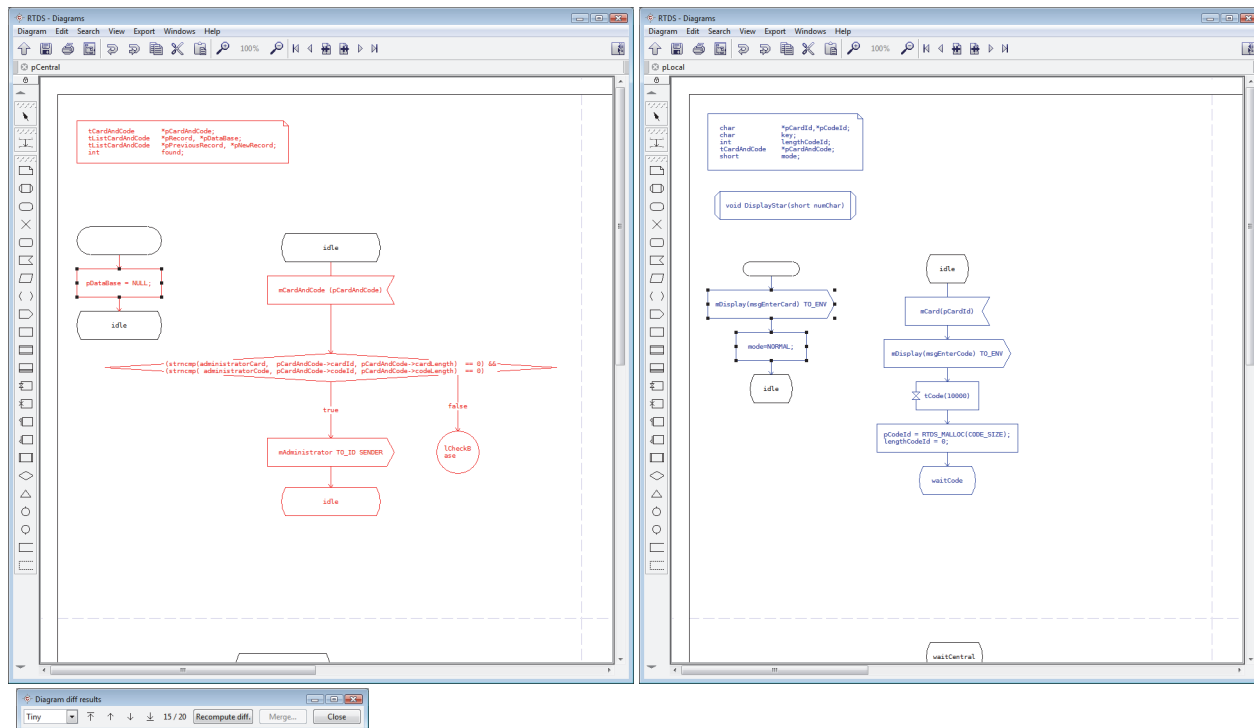 RTDS - Diagrams
Diagram Edit Search View Export Windows Help
100%
pCentral
tCardAndCode *pCardAndCode;
tListCardAndCode *pRecord, *pDataBase;
tListCardAndCode *pPreviousRecord, *pNewRecord;
int found;
pDataBase = NULL;
idle
idle
mCardAndCode (pCardAndCode)
(strncmp(administratorCard, pCardAndCode->cardId, pCardAndCode->cardLength) == 0) &&
(strncmp( administratorCode, pCardAndCode->codeId, pCardAndCode->codeLength) == 0)
true
false
mAdministrator TO_ID SENDER
lCheckB
ase
idle
RTDS - Diagrams
Diagram Edit Search View Export Windows Help
100%
pLocal
char *pCardId,*pCodeId;
char key;
int lengthCodeId;
tCardAndCode *pCardAndCode;
short mode;
void DisplayStar(short numChar)
mDisplay(msgEnterCard) TO_ENV
mode=NORMAL;
idle
idle
mCard(pCardId)
mDisplay(msgEnterCode) TO_ENV
tCode(10000)
pCodeId = RTDS_MALLOC(CODE_SIZE);
lengthCodeId = 0;
waitCode
waitCentral
Diagram diff results
Tiny 15 / 20 Recompute diff. Merge... Close